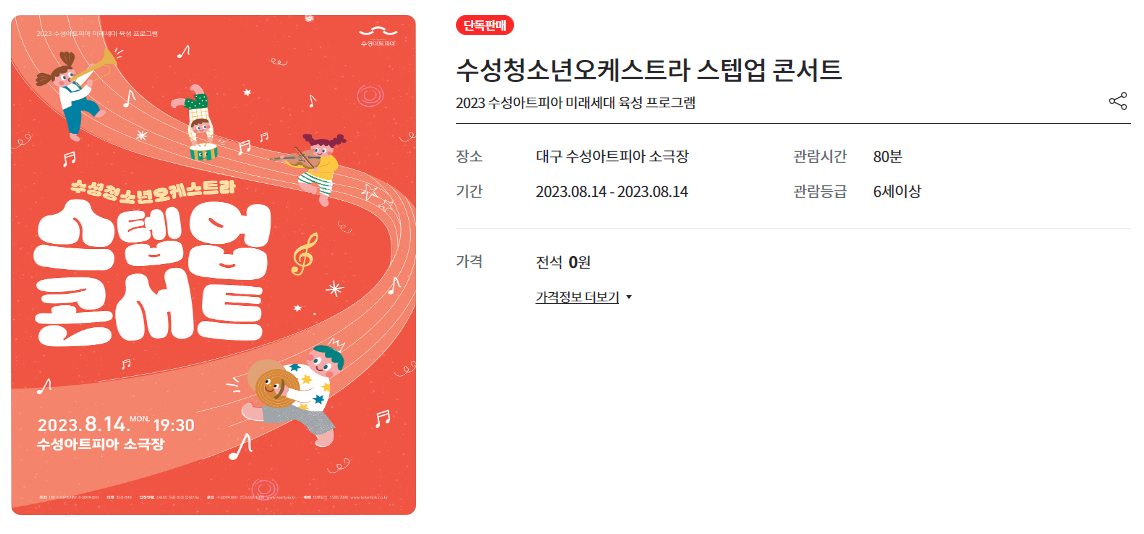 2023 수성아트피아 미래세대 육성 프로그램
수성아트피아
수성청소년오케스트라
스텝업
콘서트
2023.8.14.MON. 19:30
수성아트피아 소극장
단독판매
수성청소년오케스트라 스텝업 콘서트
2023 수성아트피아 미래세대 육성 프로그램
장소 대구 수성아트피아 소극장 관람시간 80분
기간 2023.08.14 - 2023.08.14 관람등급 6세이상
가격 전석 0원
가격정보 더보기